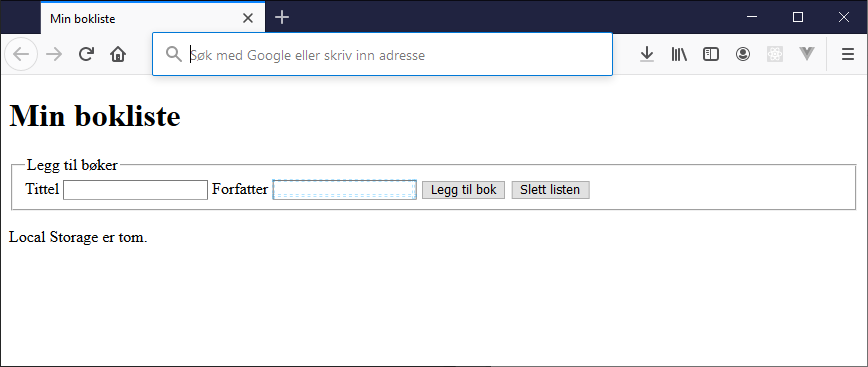 Min bokliste
Søk med Google eller skriv inn adresse
Min bokliste
Legg til bøker
Tittel Forfatter Legg til bok Slett listen
Local Storage er tom.